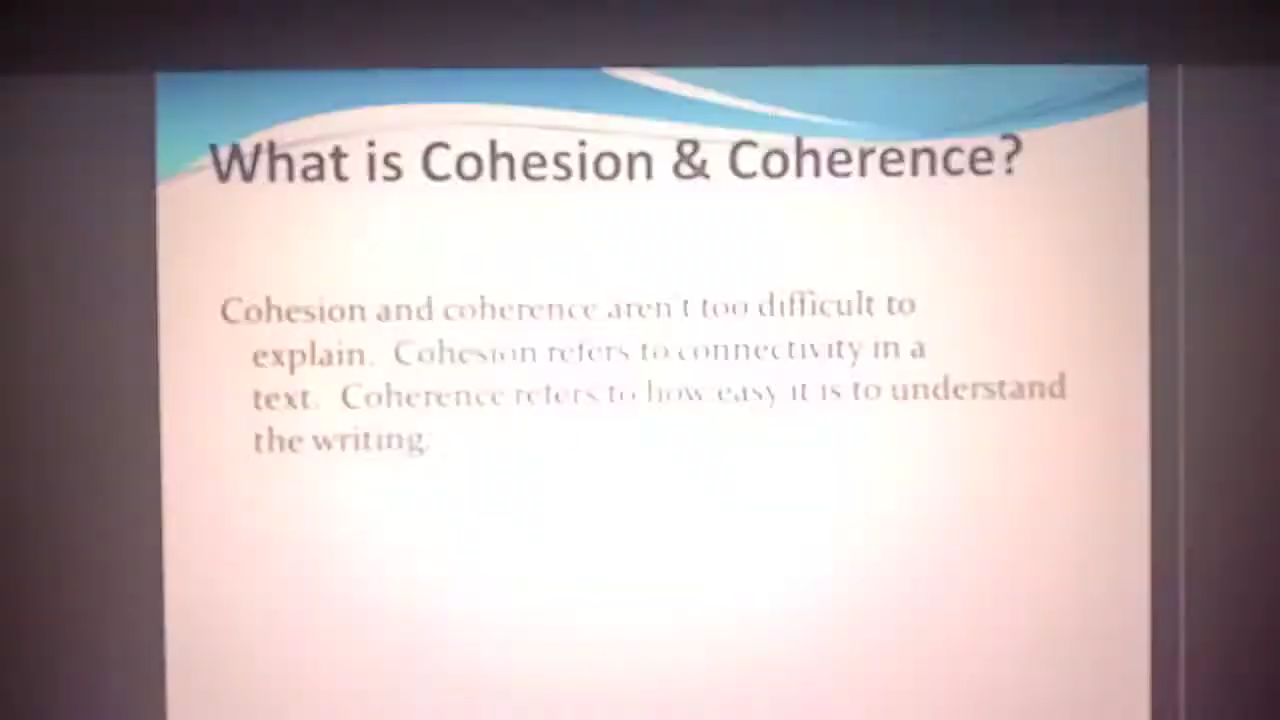 What is Cohesion & Coherence?
Cohesion and coherence aren't too difficult to
explain. Cohesion refers to connectivity in a
text. Coherence refers to how easy it is to understand
the writing.